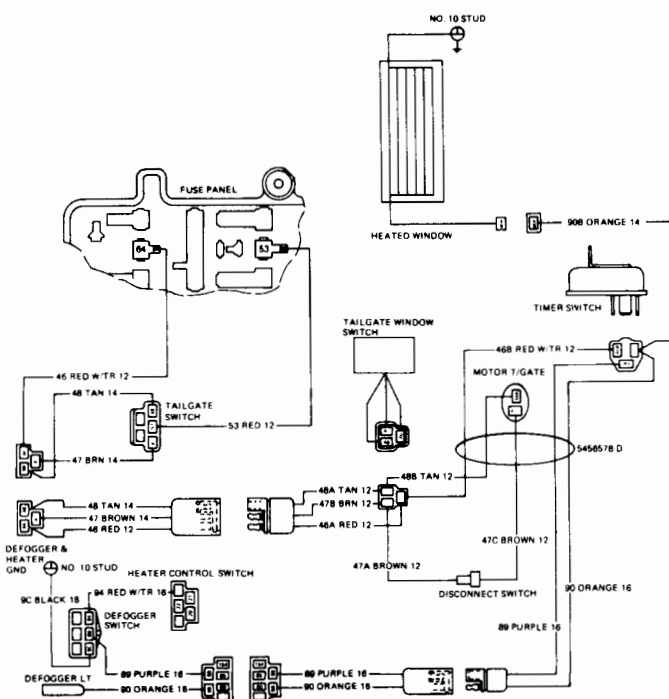 NO. 10 STUD
FUSE PANEL
64
53
HEATED WINDOW
90B ORANGE 14
TIMER SWITCH
TAILGATE WINDOW
SWITCH
46B RED W/TR 12
MOTOR T/GATE
46 RED W/TR 12
48 TAN 14
TAILGATE
SWITCH
53 RED 12
47 BRN 14
5456578 D
48B TAN 12
48A TAN 12
47B BRN 12
46A RED 12
48 TAN 14
47 BROWN 14
46 RED 12
47C BROWN 12
47A BROWN 12
DISCONNECT SWITCH
DEFOGGER &
HEATER
GND
NO. 10 STUD
HEATER CONTROL SWITCH
94 RED W/TR 16
9C BLACK 18
DEFOGGER
SWITCH
90 ORANGE 16
89 PURPLE 16
89 PURPLE 16
90 ORANGE 16
DEFOGGER LT
89 PURPLE 16
90 ORANGE 16